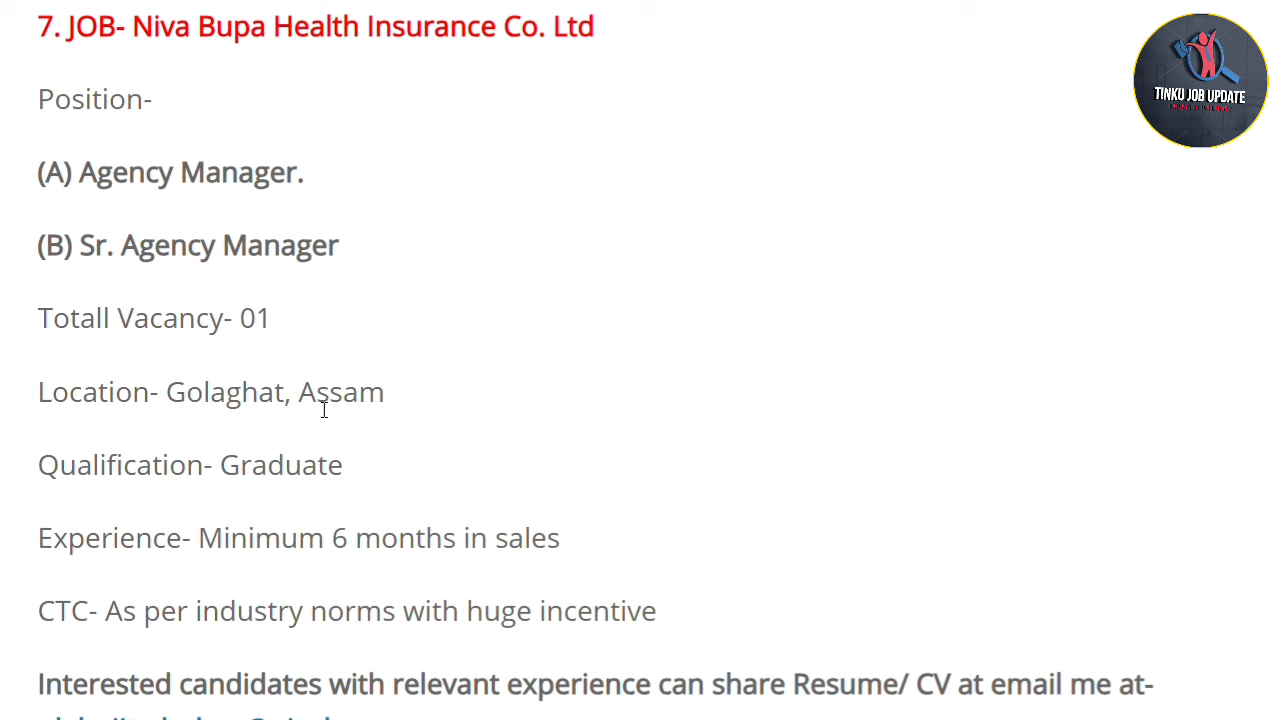 7. JOB- Niva Bupa Health Insurance Co. Ltd
TINKU JOB UPDATE
Position-
(A) Agency Manager.
(B) Sr. Agency Manager
Totall Vacancy- 01
Location- Golaghat, Assam
Qualification- Graduate
Experience- Minimum 6 months in sales
CTC- As per industry norms with huge incentive
Interested candidates with relevant experience can share Resume/ CV at email me at-